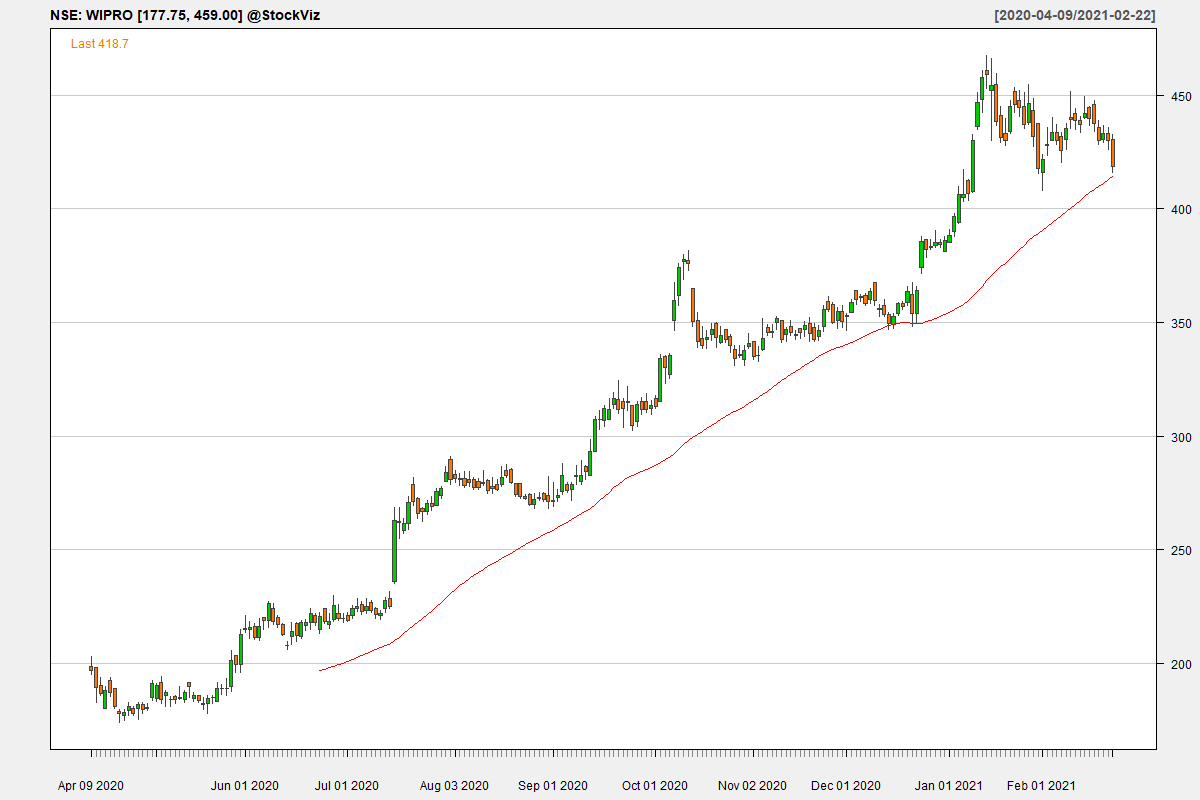 NSE: WIPRO [177.75, 459.00] @StockViz [2020-04-09/2021-02-22]
Last 418.7
450
400
350
300
250
200
Apr 09 2020 Jun 01 2020 Jul 01 2020 Aug 03 2020 Sep 01 2020 Oct 01 2020 Nov 02 2020 Dec 01 2020 Jan 01 2021 Feb 01 2021